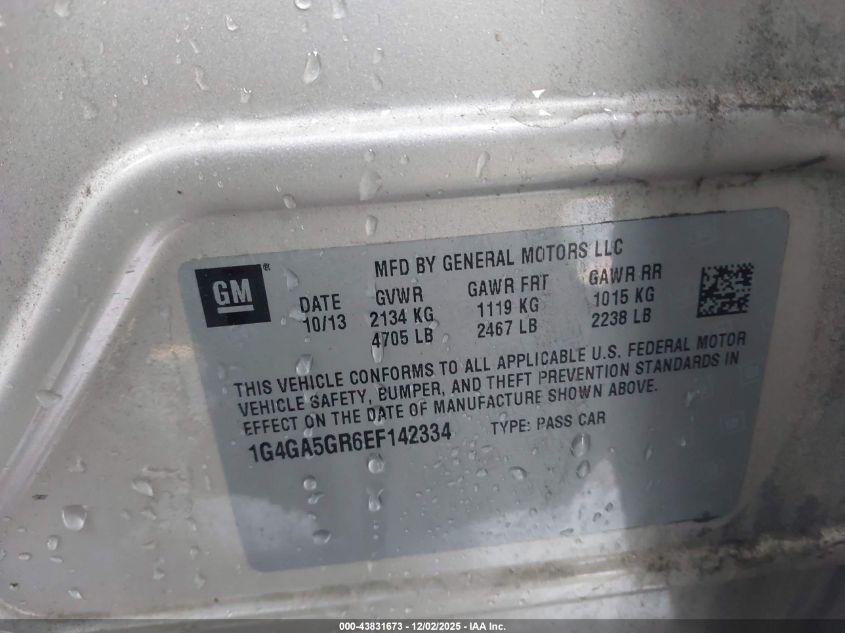 GM®
MFD BY GENERAL MOTORS LLC
DATE GVWR GAWR FRT GAWR RR
10/13 2134 KG 1119 KG 1015 KG
4705 LB 2467 LB 2238 LB
THIS VEHICLE CONFORMS TO ALL APPLICABLE U.S. FEDERAL MOTOR
VEHICLE SAFETY, BUMPER, AND THEFT PREVENTION STANDARDS IN
EFFECT ON THE DATE OF MANUFACTURE SHOWN ABOVE.
1G4GA5GR6EF142334 TYPE: PASS CAR
000-43831673 - 12/02/2025 - IAA Inc.